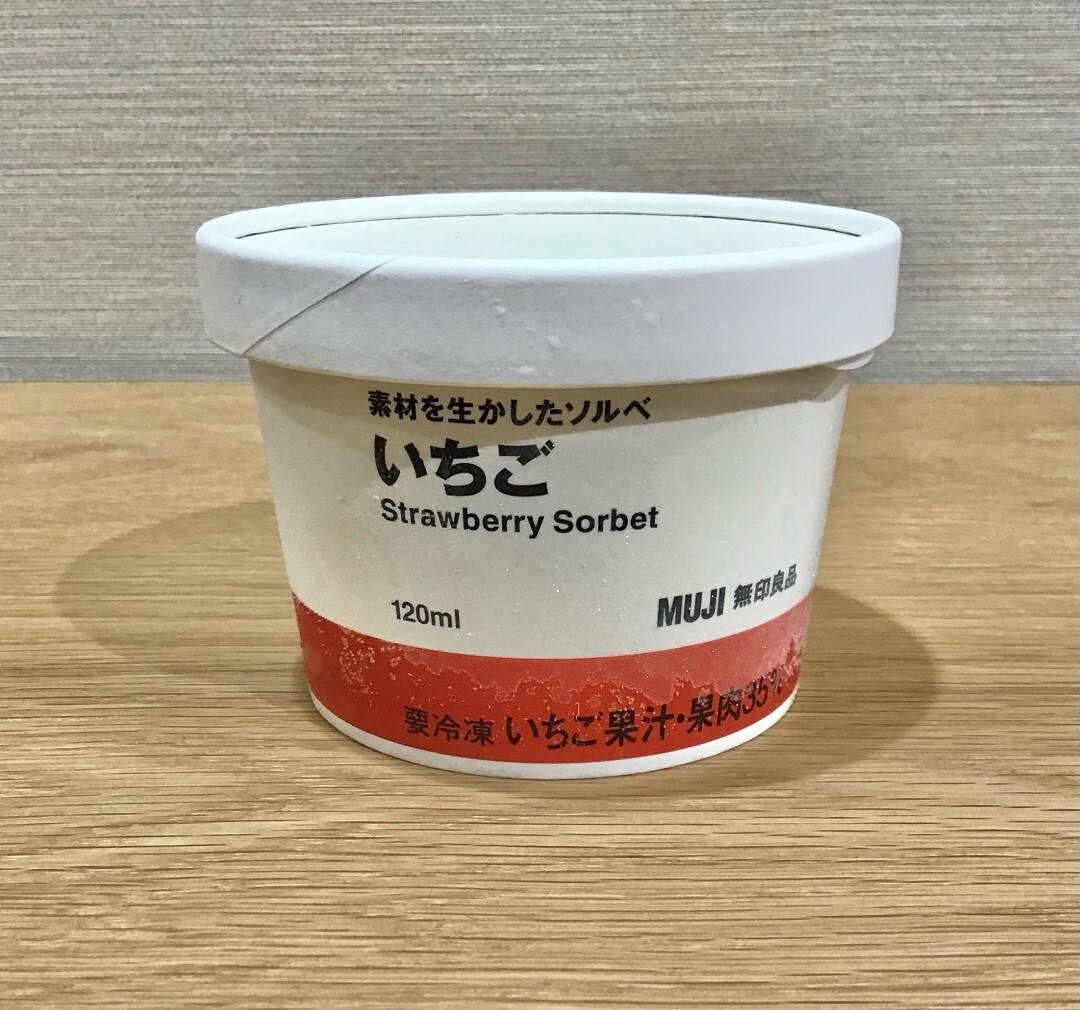 素材を生かしたソルベ
いちご
Strawberry Sorbet
120ml
MUJI 無印良品
要冷凍 いちご果汁・果肉35%